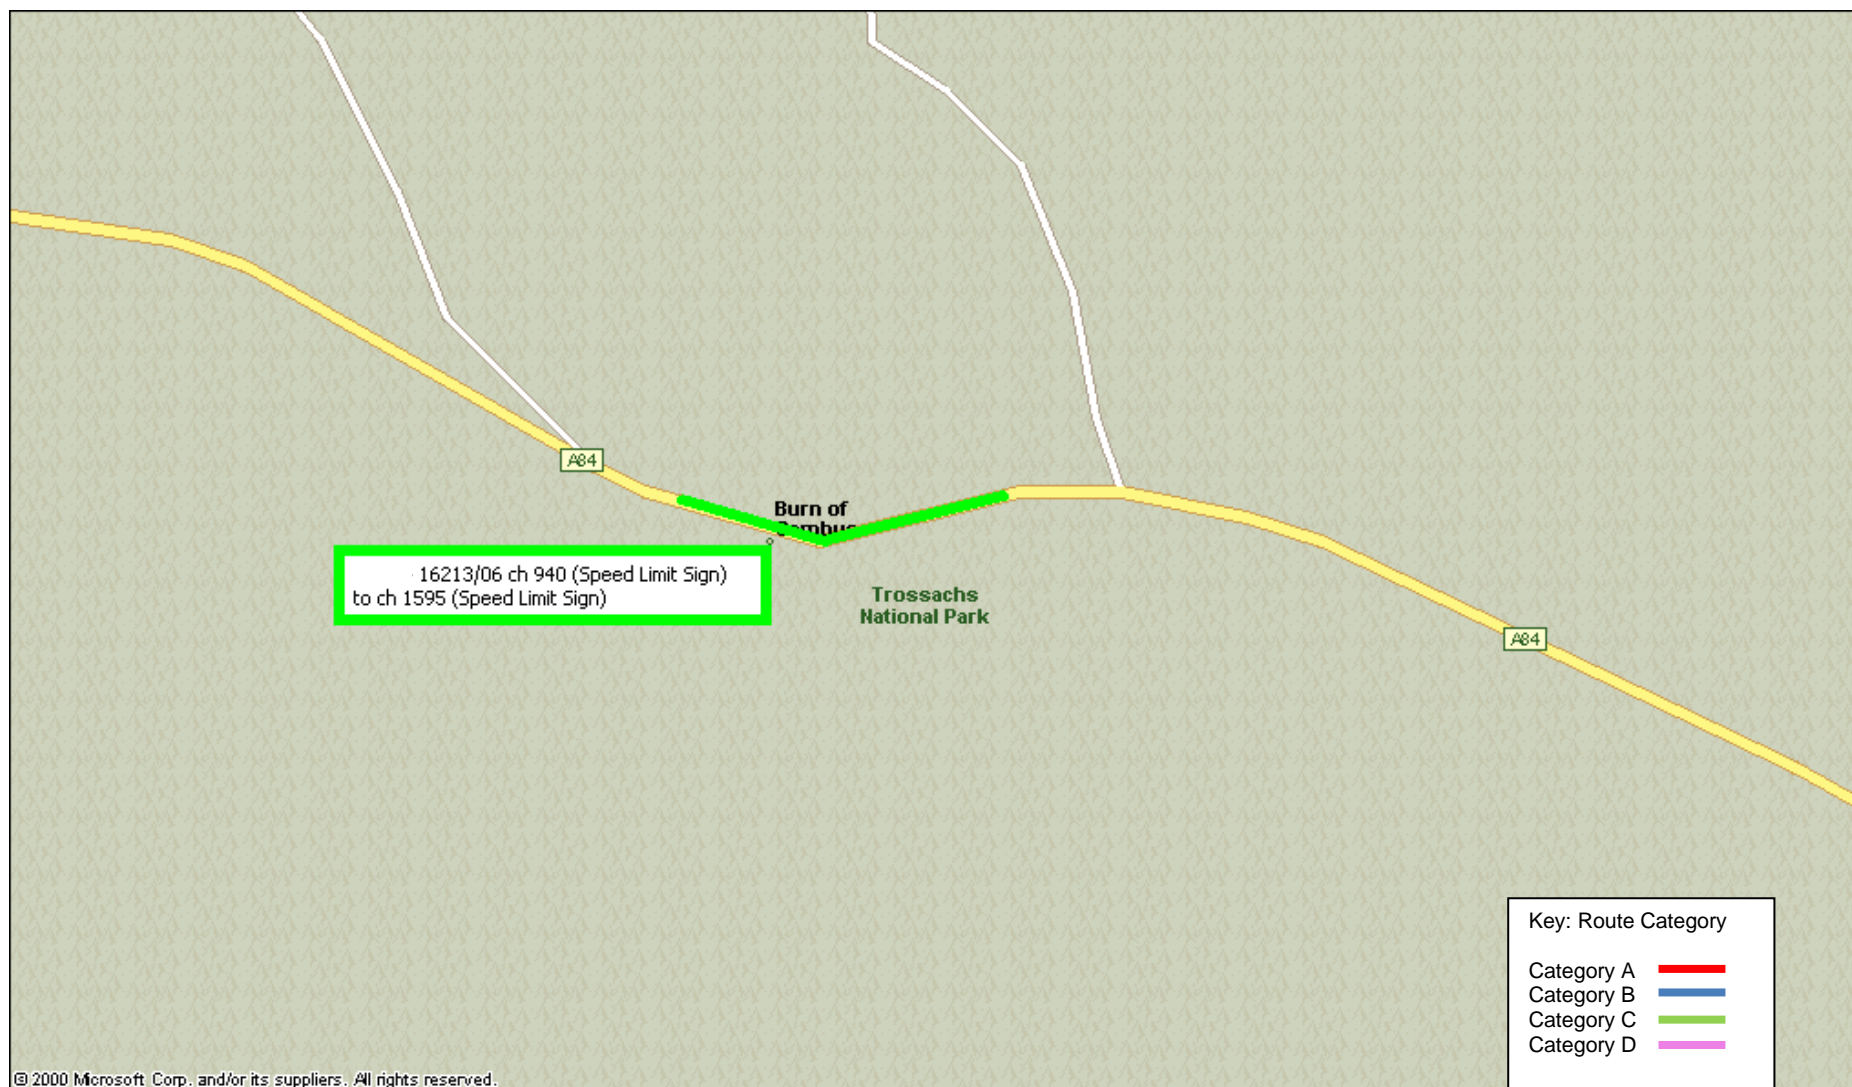 A84
Burn of
16213/06 ch 940 (Speed Limit Sign)
to ch 1595 (Speed Limit Sign)
Trossachs
National Park
A84
Key: Route Category
Category A
Category B
Category C
Category D
© 2000 Microsoft Corp. and/or its suppliers. All rights reserved.